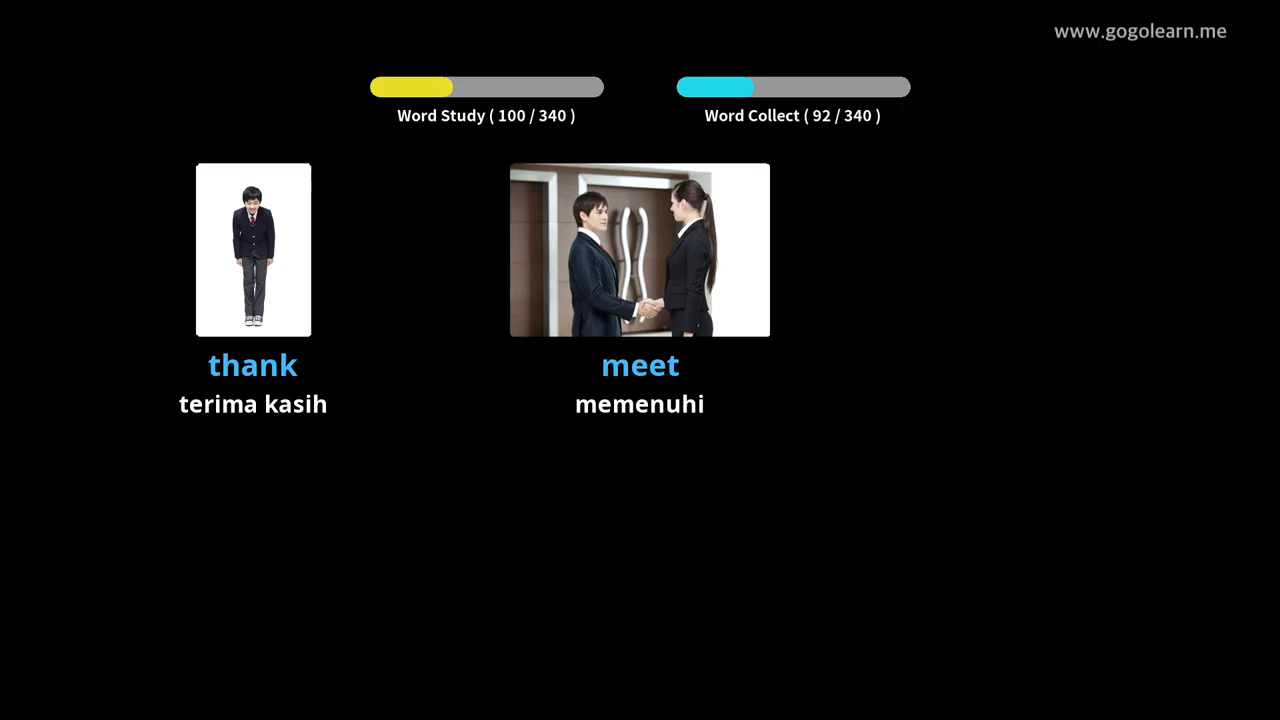 www.gogolearn.me
Word Study ( 100 / 340 )
Word Collect ( 92 / 340 )
thank
meet
terima kasih
memenuhi